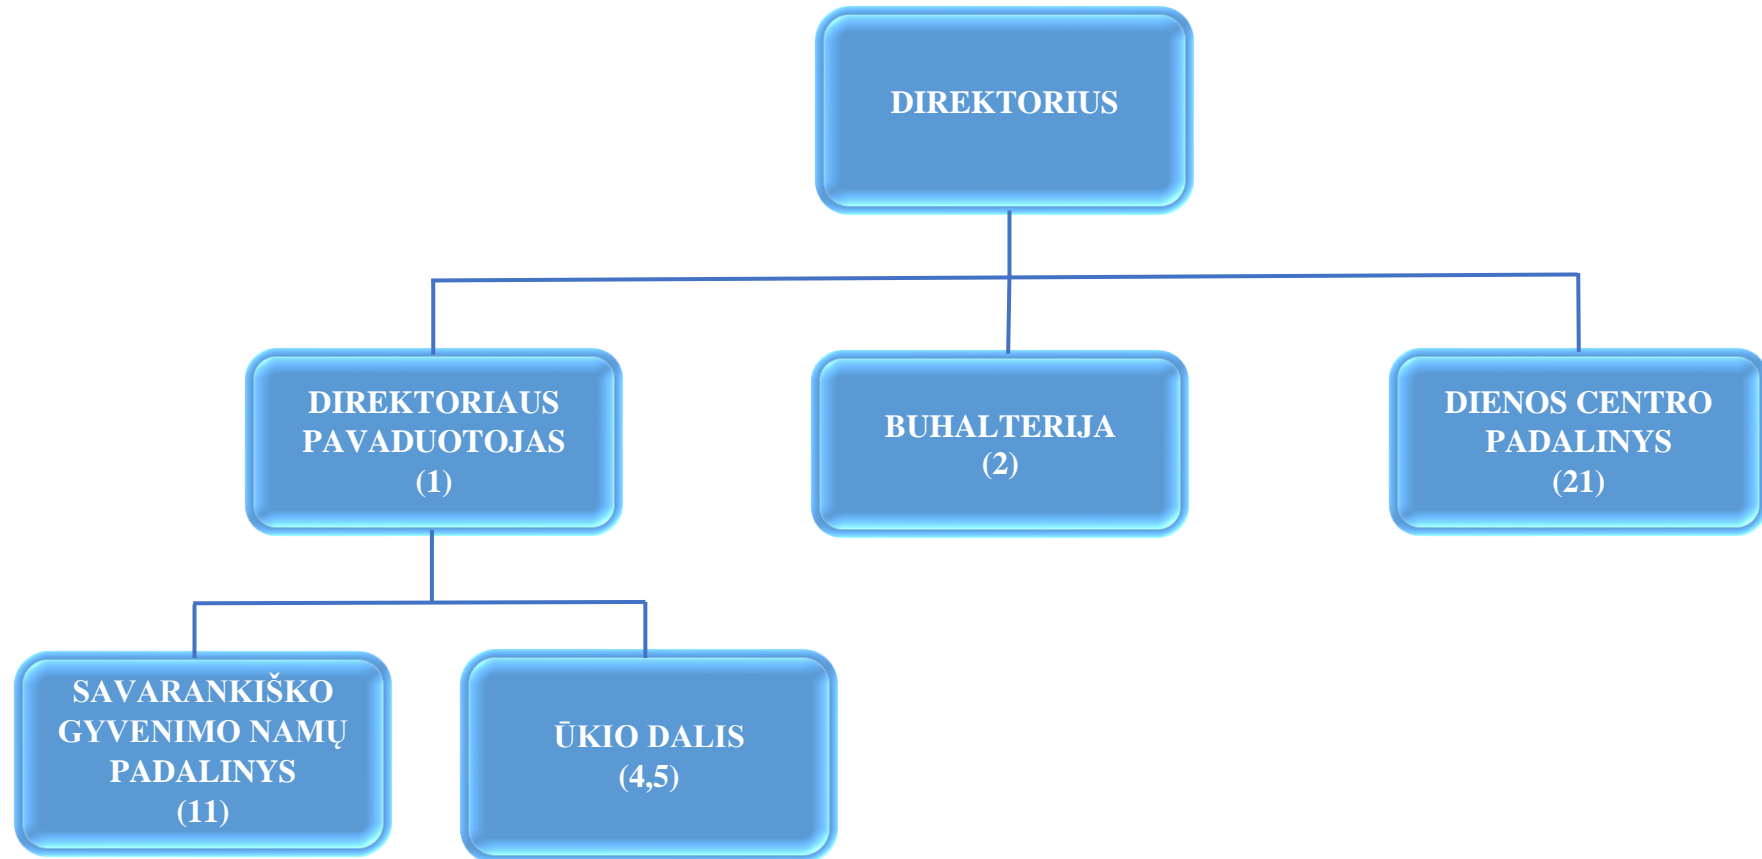 DIREKTORIUS
DIREKTORIAUS
PAVADUOTOJAS
(1)
BUHALTERIJA
(2)
DIENOS CENTRO
PADALINYS
(21)
SAVARANKIŠKO
GYVENIMO NAMŲ
PADALINYS
(11)
ŪKIO DALIS
(4,5)